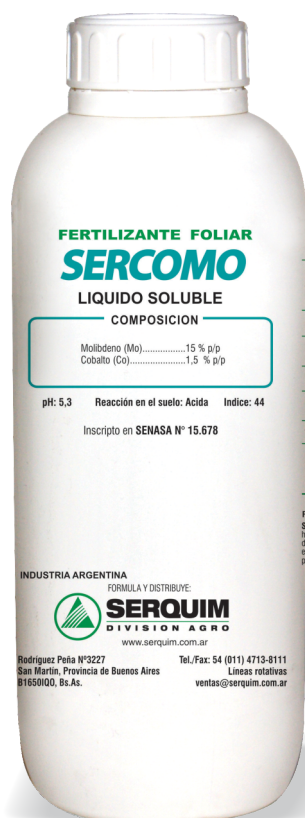 FERTILIZANTE FOLIAR
SERCOMO
LIQUIDO SOLUBLE
COMPOSICION
Molibdeno (Mo).................15 % p/p
Cobalto (Co)......................1,5 % p/p
pH: 5,3 Reacción en el suelo: Acida Indice: 44
Inscripto en SENASA Nº 15.678
INDUSTRIA ARGENTINA
FORMULA Y DISTRIBUYE:
SERQUIM
DIVISION AGRO
www.serquim.com.ar
Rodríguez Peña Nº3227 Tel./Fax: 54 (011) 4713-8111
San Martín, Provincia de Buenos Aires Líneas rotativas
B1650IQO, Bs.As. ventas@serquim.com.ar